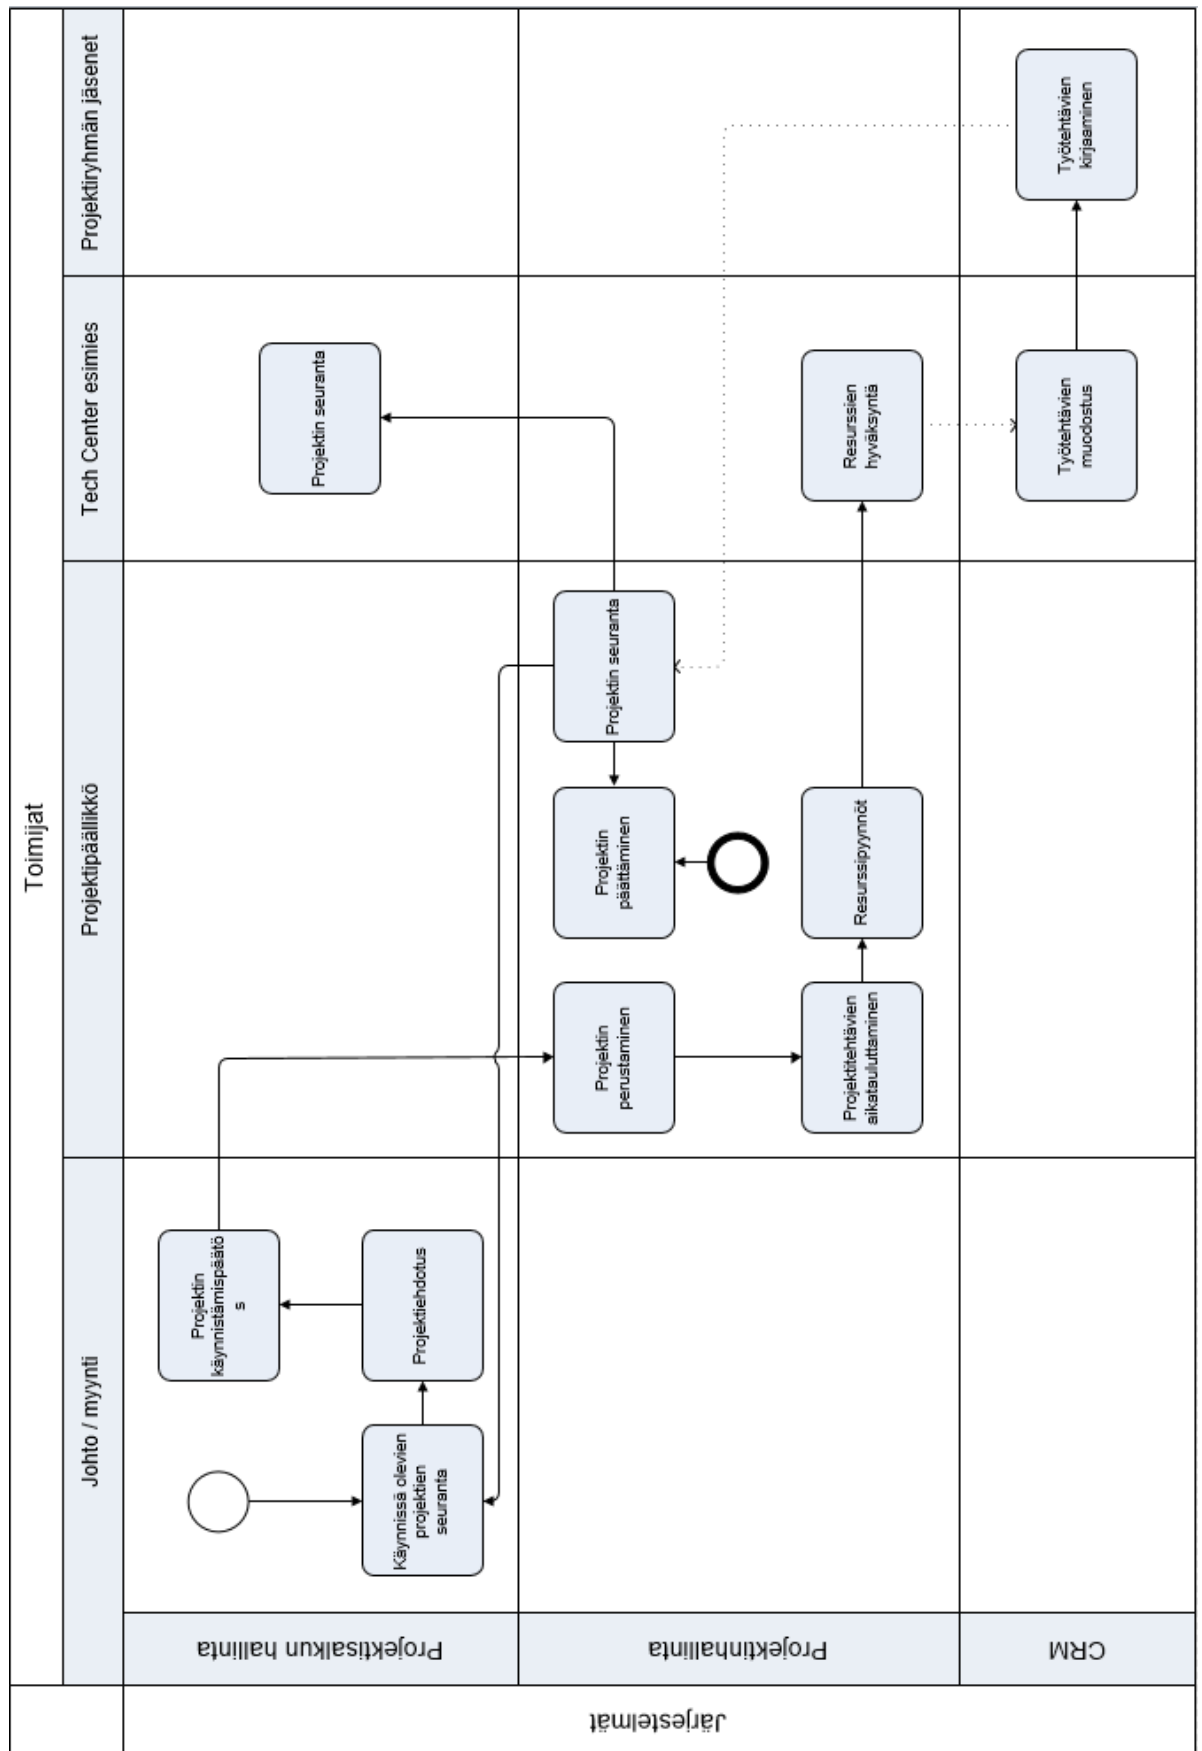 Toimijat
Johto / myynti
Projektipäällikkö
Tech Center esimies
Projektiryhmän jäsenet
Järjestelmät
Projektisalkun hallinta
Projektin
käynnistämispäätö
s
Projektin seuranta
Käynnissä olevien
projektien
seuranta
Projektiehdotus
Projektinhallinta
Projektin
perustaminen
Projektin
päättäminen
Projektin seuranta
Projektitehtävien
aikatauluttaminen
Resurssipyynnöt
Resurssien
hyväksyntä
CRM
Työtehtävien
muodostus
Työtehtävien
kirjaaminen